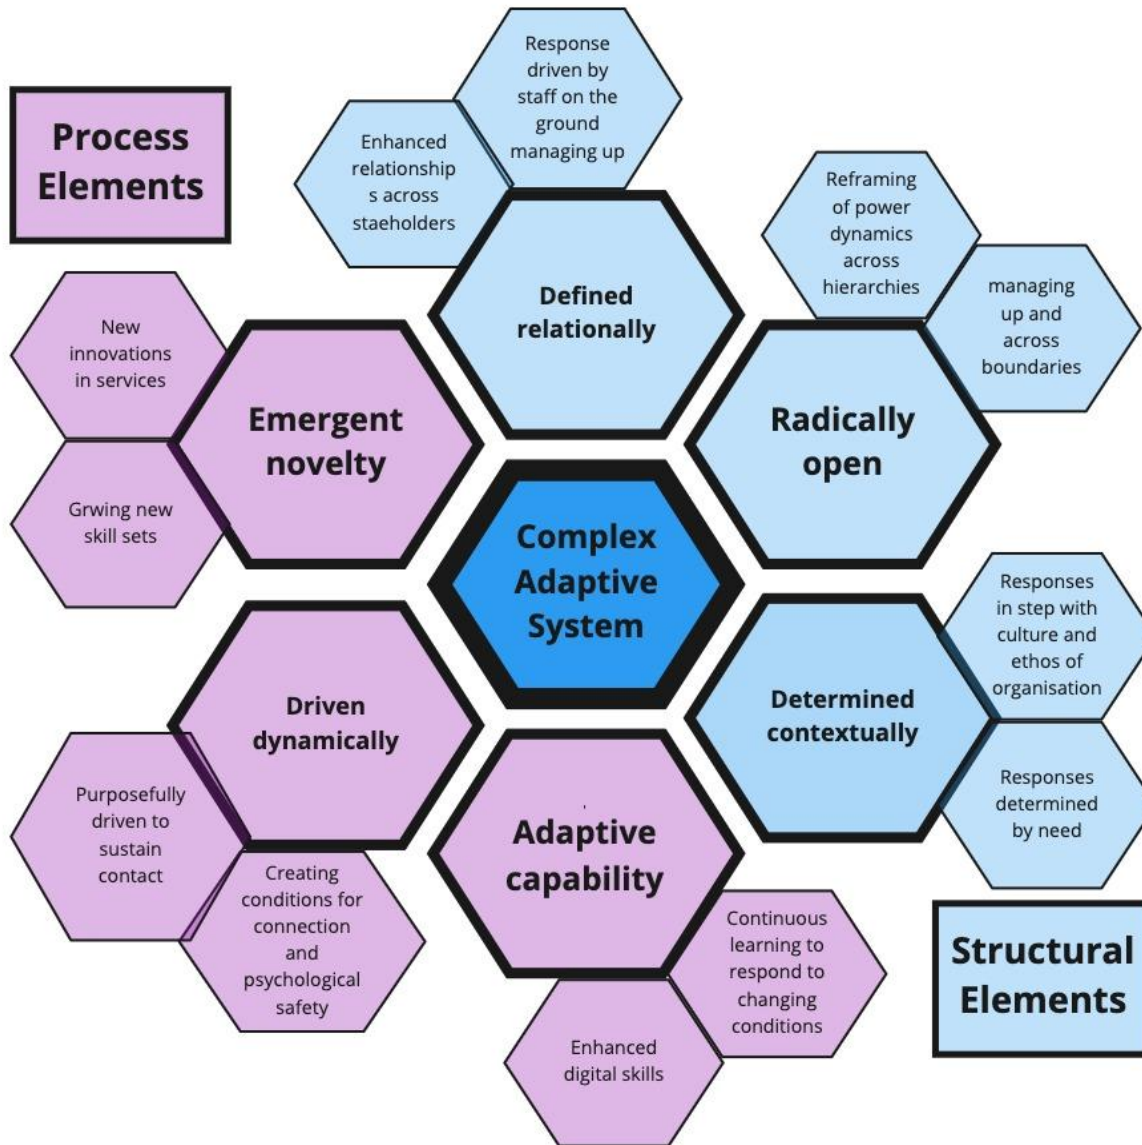 Process
Elements
Response
driven by
staff on the
ground
managing up
Enhanced
relationship
s across
staeholders
Defined
relationally
Reframing
of power
dynamics
across
hierarchies
managing
up and
across
boundaries
Radically
open
New
innovations
in services
Grwing new
skill sets
Emergent
novelty
Complex
Adaptive
System
Responses
in step with
culture and
ethos of
organisation
Responses
determined
by need
Determined
contextually
Driven
dynamically
Purposefully
driven to
sustain
contact
Creating
conditions for
connection
and
psychological
safety
Adaptive
capability
Continuous
learning to
respond to
changing
conditions
Enhanced
digital skills
Structural
Elements